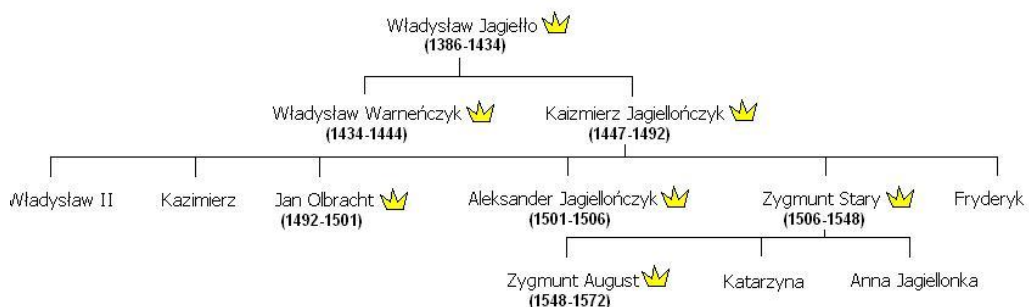 Władysław Jagiełło
(1386-1434)
Władysław Warneńczyk Kaizmierz Jagiellończyk
(1434-1444) (1447-1492)
Władysław II Kazimierz Jan Olbracht Aleksander Jagiellończyk Zygmunt Stary Fryderyk
(1492-1501) (1501-1506) (1506-1548)
Zygmunt August Katarzyna Anna Jagiellonka
(1548-1572)